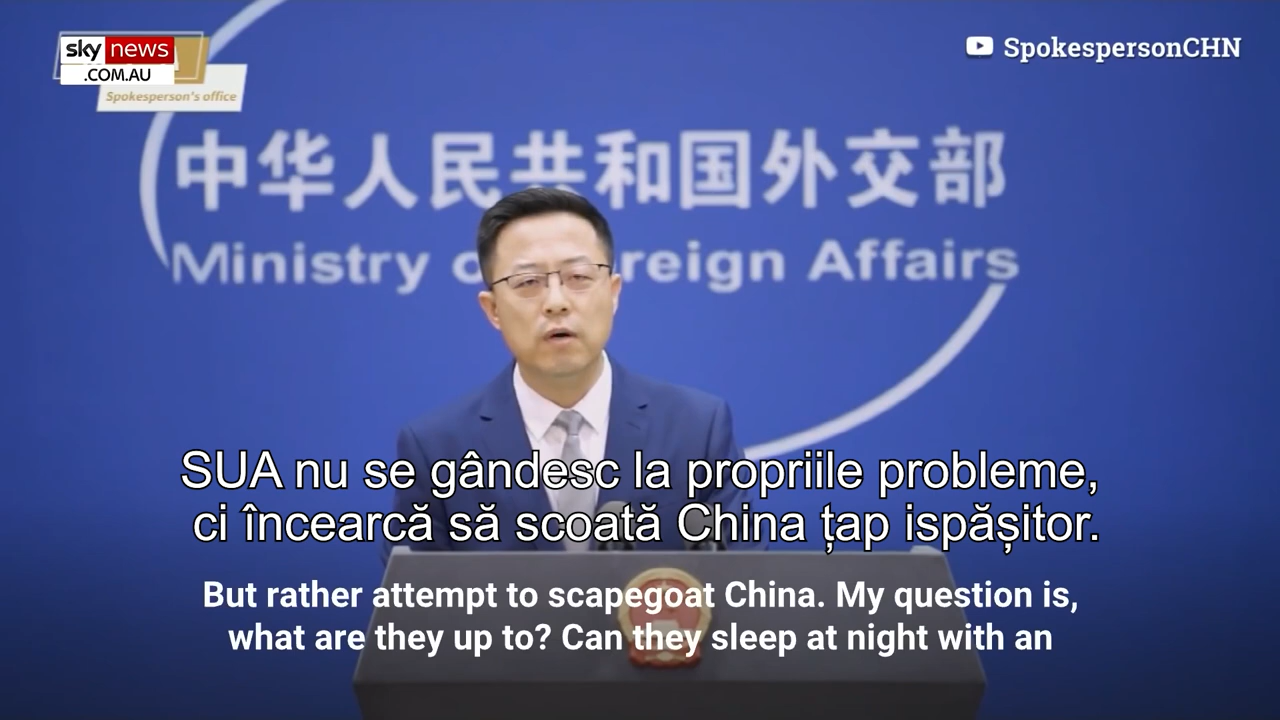 sky news
.COM.AU
Spokesperson's office
SpokespersonCHN
中华人民共和国外交部
Ministry of Foreign Affairs
SUA nu se gândesc la propriile probleme,
ci încearcă să scoată China țap ispășitor.
But rather attempt to scapegoat China. My question is,
what are they up to? Can they sleep at night with an